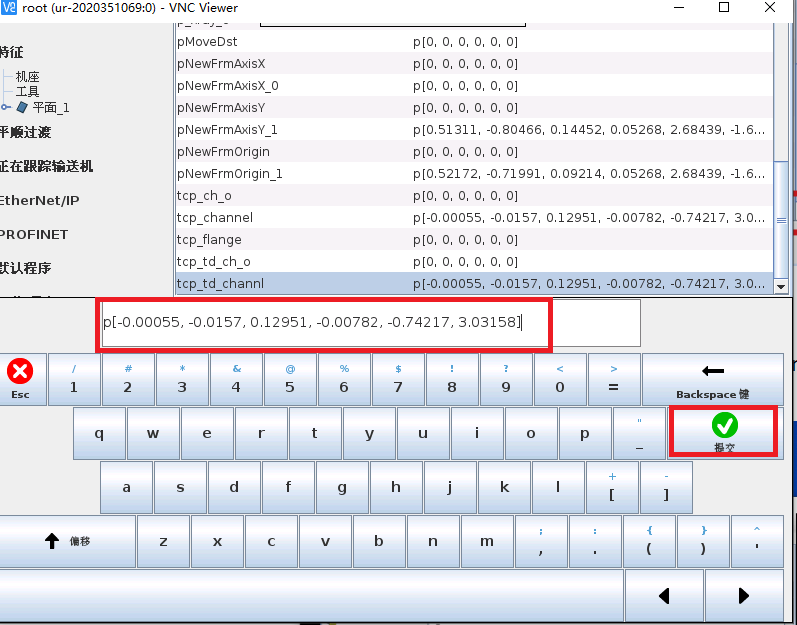 root (ur-2020351069:0) - VNC Viewer
特征
机座
工具
平面_1
平顺过渡
正在跟踪输送机
EtherNet/IP
PROFINET
默认程序
pMoveDst p[0, 0, 0, 0, 0, 0]
pNewFrmAxisX p[0, 0, 0, 0, 0, 0]
pNewFrmAxisX_0 p[0, 0, 0, 0, 0, 0]
pNewFrmAxisY p[0, 0, 0, 0, 0, 0]
pNewFrmAxisY_1 p[0.51311, -0.80466, 0.14452, 0.05268, 2.68439, -1.6...
pNewFrmOrigin p[0, 0, 0, 0, 0, 0]
pNewFrmOrigin_1 p[0.52172, -0.71991, 0.09214, 0.05268, 2.68439, -1.6...
tcp_ch_o p[0, 0, 0, 0, 0, 0]
tcp_channel p[-0.00055, -0.0157, 0.12951, -0.00782, -0.74217, 3.0...
tcp_flange p[0, 0, 0, 0, 0, 0]
tcp_td_ch_o p[0, 0, 0, 0, 0, 0]
tcp_td_channl p[-0.00055, -0.0157, 0.12951, -0.00782, -0.74217, 3.0...
p[-0.00055, -0.0157, 0.12951, -0.00782, -0.74217, 3.03158]
/ # * & @ % $ ! ? < >
Esc 1 2 3 4 5 6 7 8 9 0 = Backspace 键
q w e r t y u i o p " _ 提交
a s d f g h j k l + [ - ]
偏移 z x c v b n m ; , : . { ( } ) ^ '